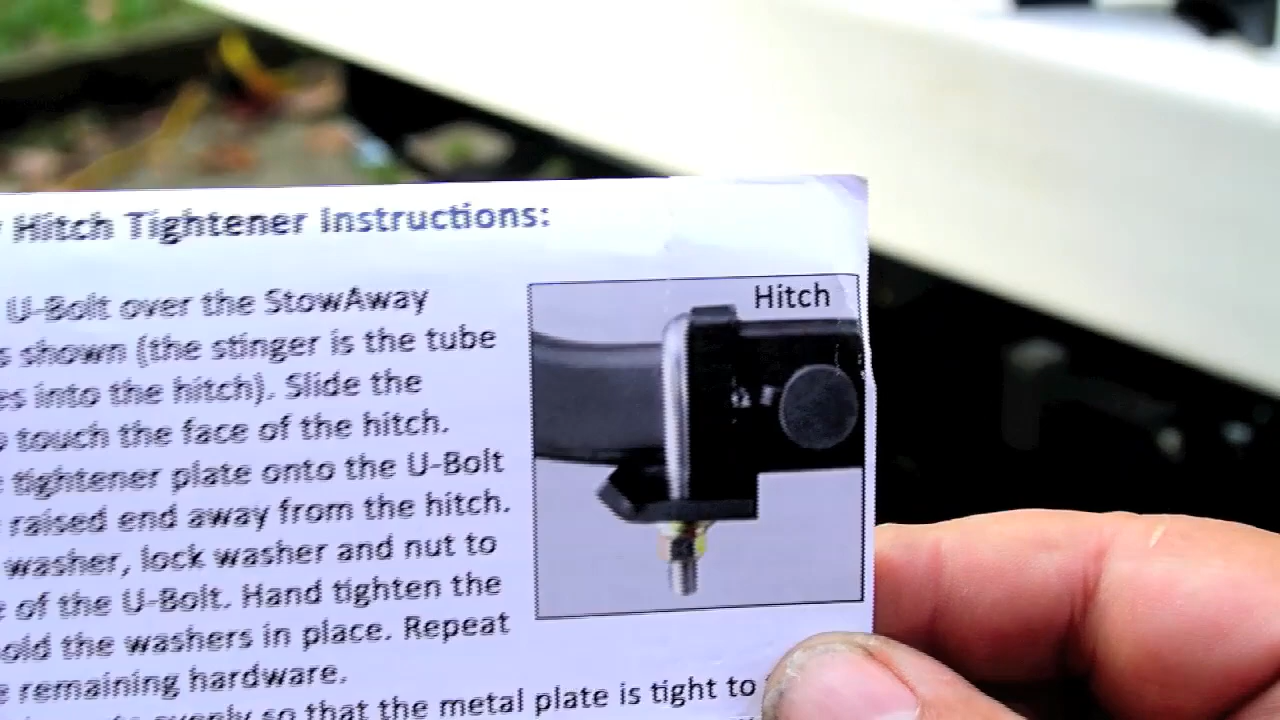 Hitch Tightener Instructions:
Hitch
U-Bolt over the StowAway
s shown (the stinger is the tube
es into the hitch). Slide the
o touch the face of the hitch.
e tightener plate onto the U-Bolt
raised end away from the hitch.
washer, lock washer and nut to
e of the U-Bolt. Hand tighten the
old the washers in place. Repeat
e remaining hardware.
so that the metal plate is tight to